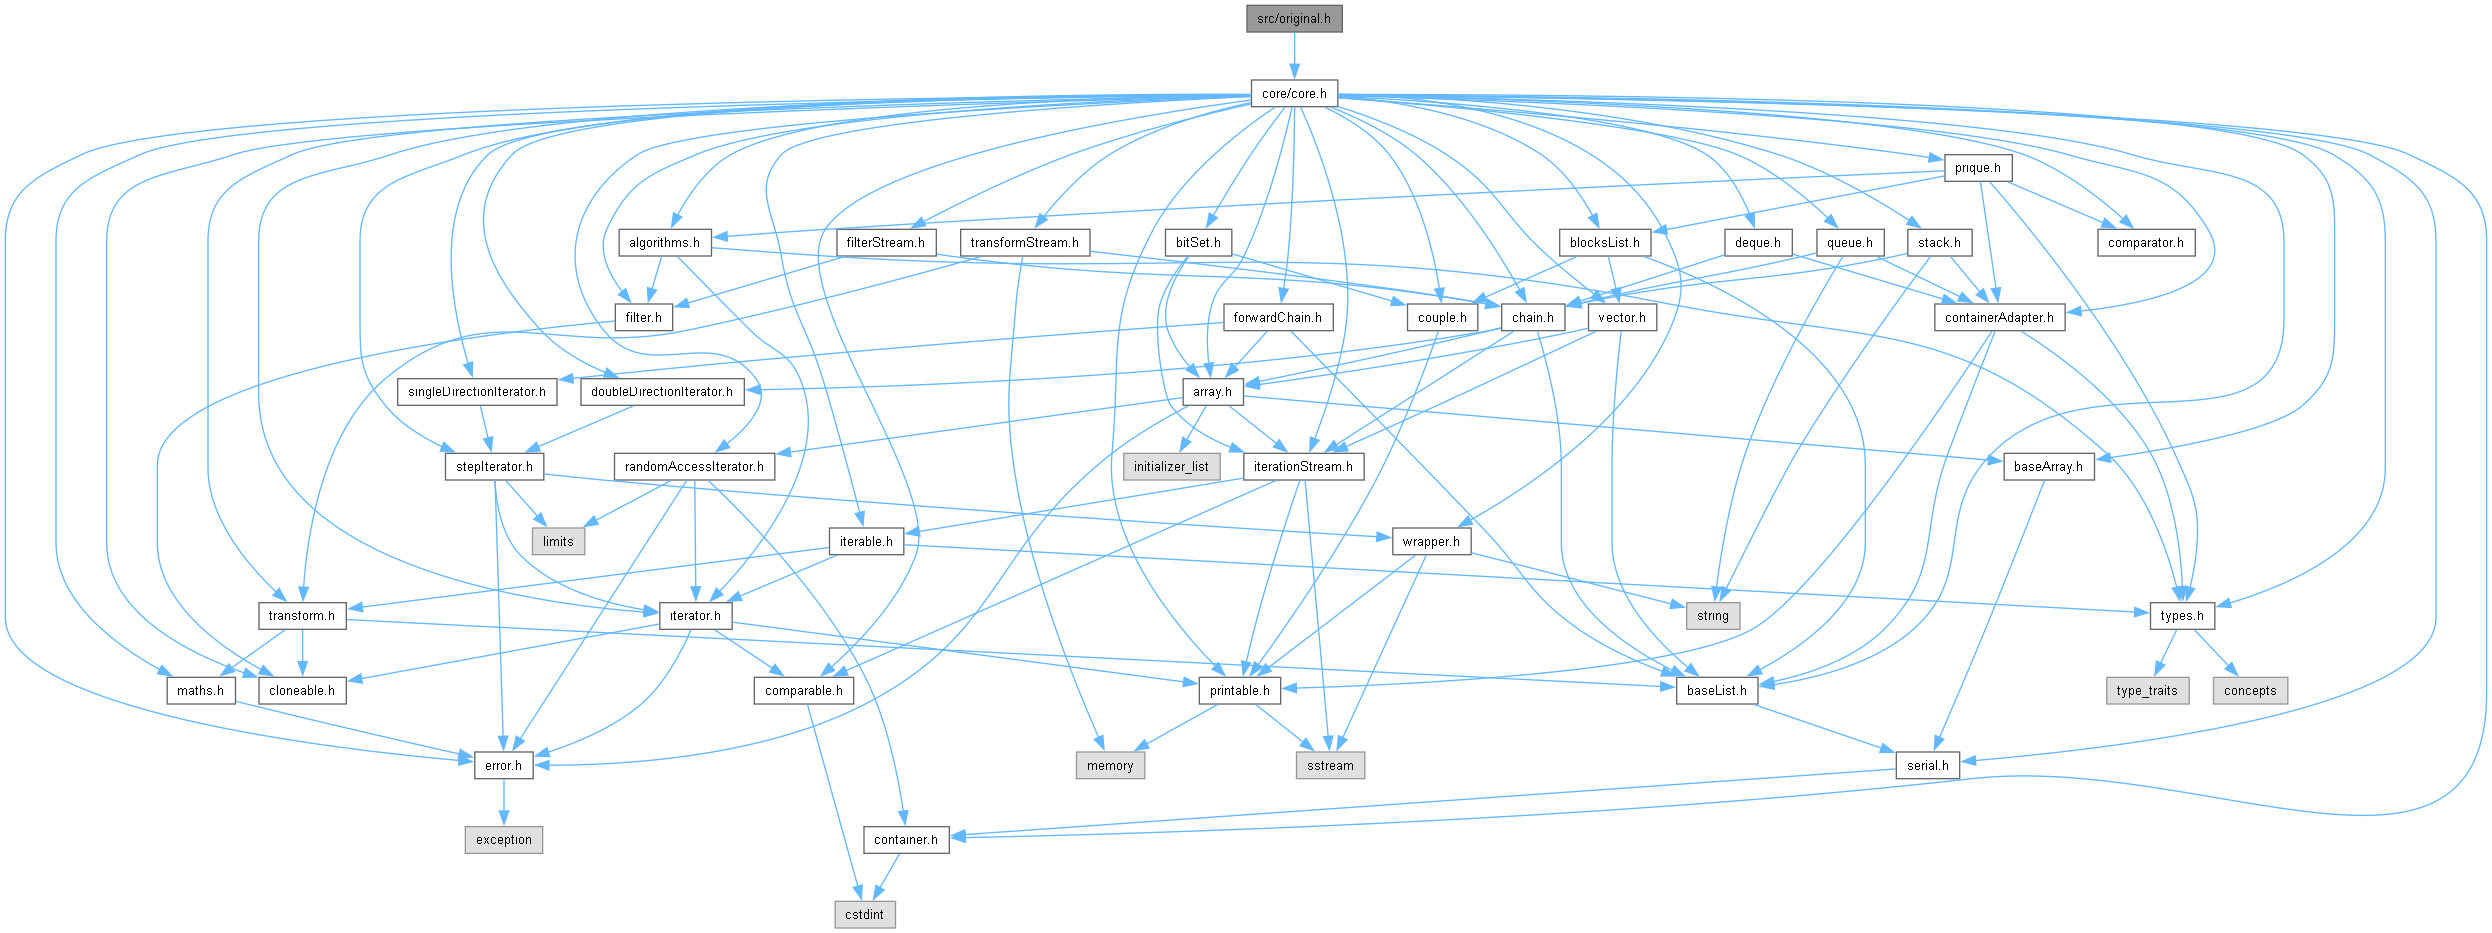 src/original.h
core/core.h
prique.h
algorithms.h
filterStream.h
transformStream.h
bitSet.h
blocksList.h
deque.h
queue.h
stack.h
comparator.h
filter.h
forwardChain.h
couple.h
chain.h
vector.h
containerAdapter.h
singleDirectionIterator.h
doubleDirectionIterator.h
array.h
stepIterator.h
randomAccessIterator.h
initializer_list
iterationStream.h
baseArray.h
limits
iterable.h
wrapper.h
transform.h
iterator.h
string
types.h
maths.h
cloneable.h
comparable.h
printable.h
baseList.h
type_traits
concepts
error.h
memory
sstream
serial.h
exception
container.h
cstdint